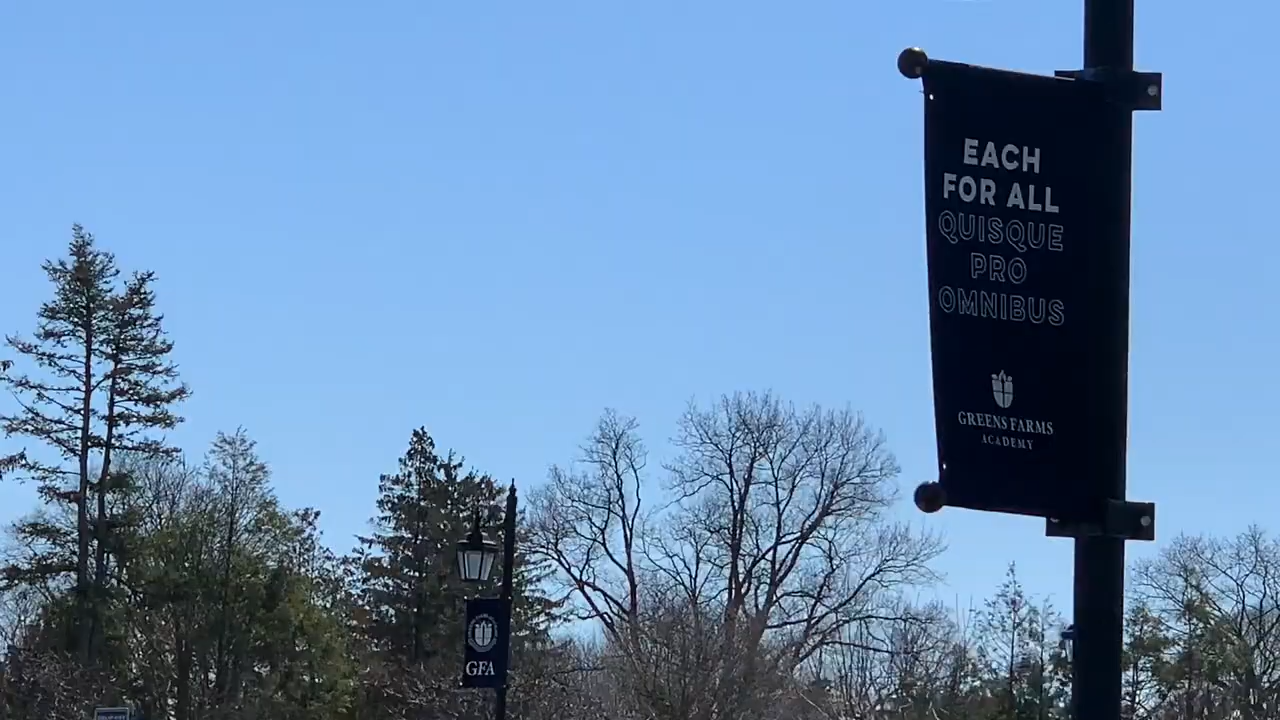 EACH
FOR ALL
QUISQUE
PRO
OMNIBUS
GREENS FARMS
ACADEMY
GFA